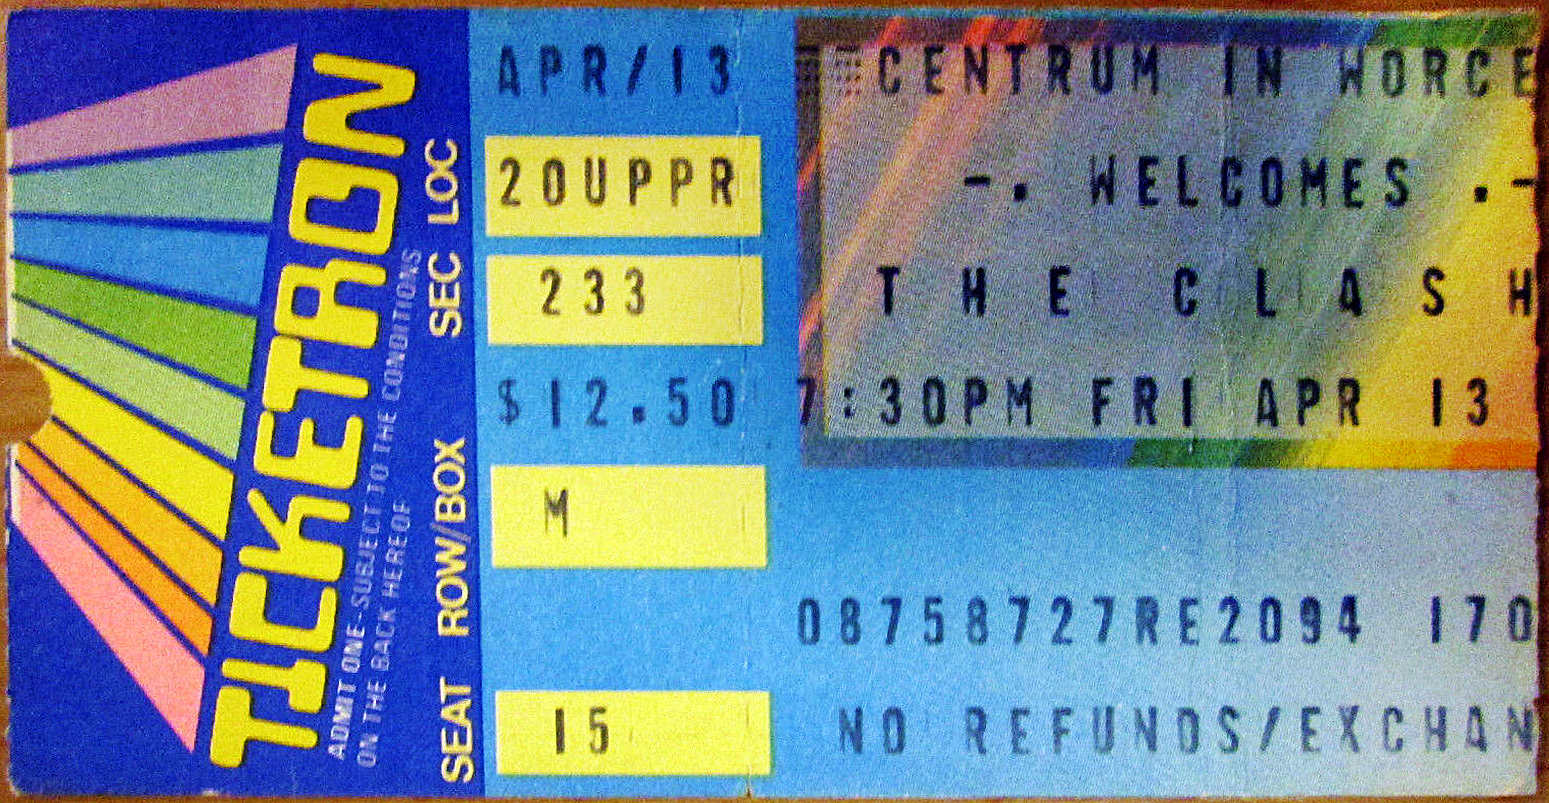 TICKETRON
ADMIT ONE-SUBJECT TO THE CONDITIONS
ON THE BACK HEREOF
SEAT ROW/BOX SEC LOC
APR/13
20UPPR
233
$12.50
M
15
CENTRUM IN WORCE
-. WELCOMES .-
THE CLASH
7:30PM FRI APR 13
08758727RE2094 170
NO REFUNDS/EXCHAN